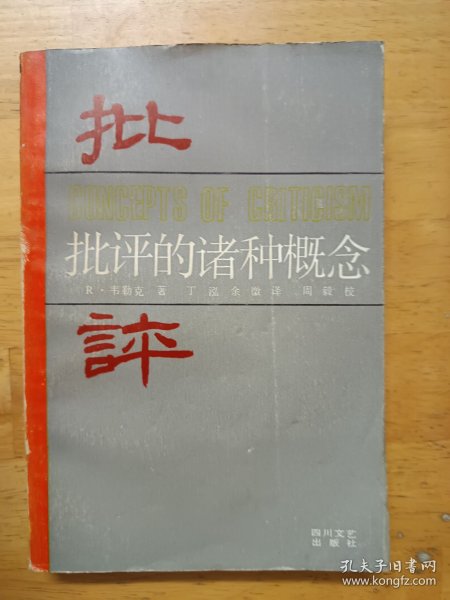 批
CONCEPTS OF CRITICISM
批评的诸种概念
R·韦勒克 著 丁泓 余徵 译 周毅 校
評
四川文艺
出版社
孔夫子旧书网
www.kongfz.com